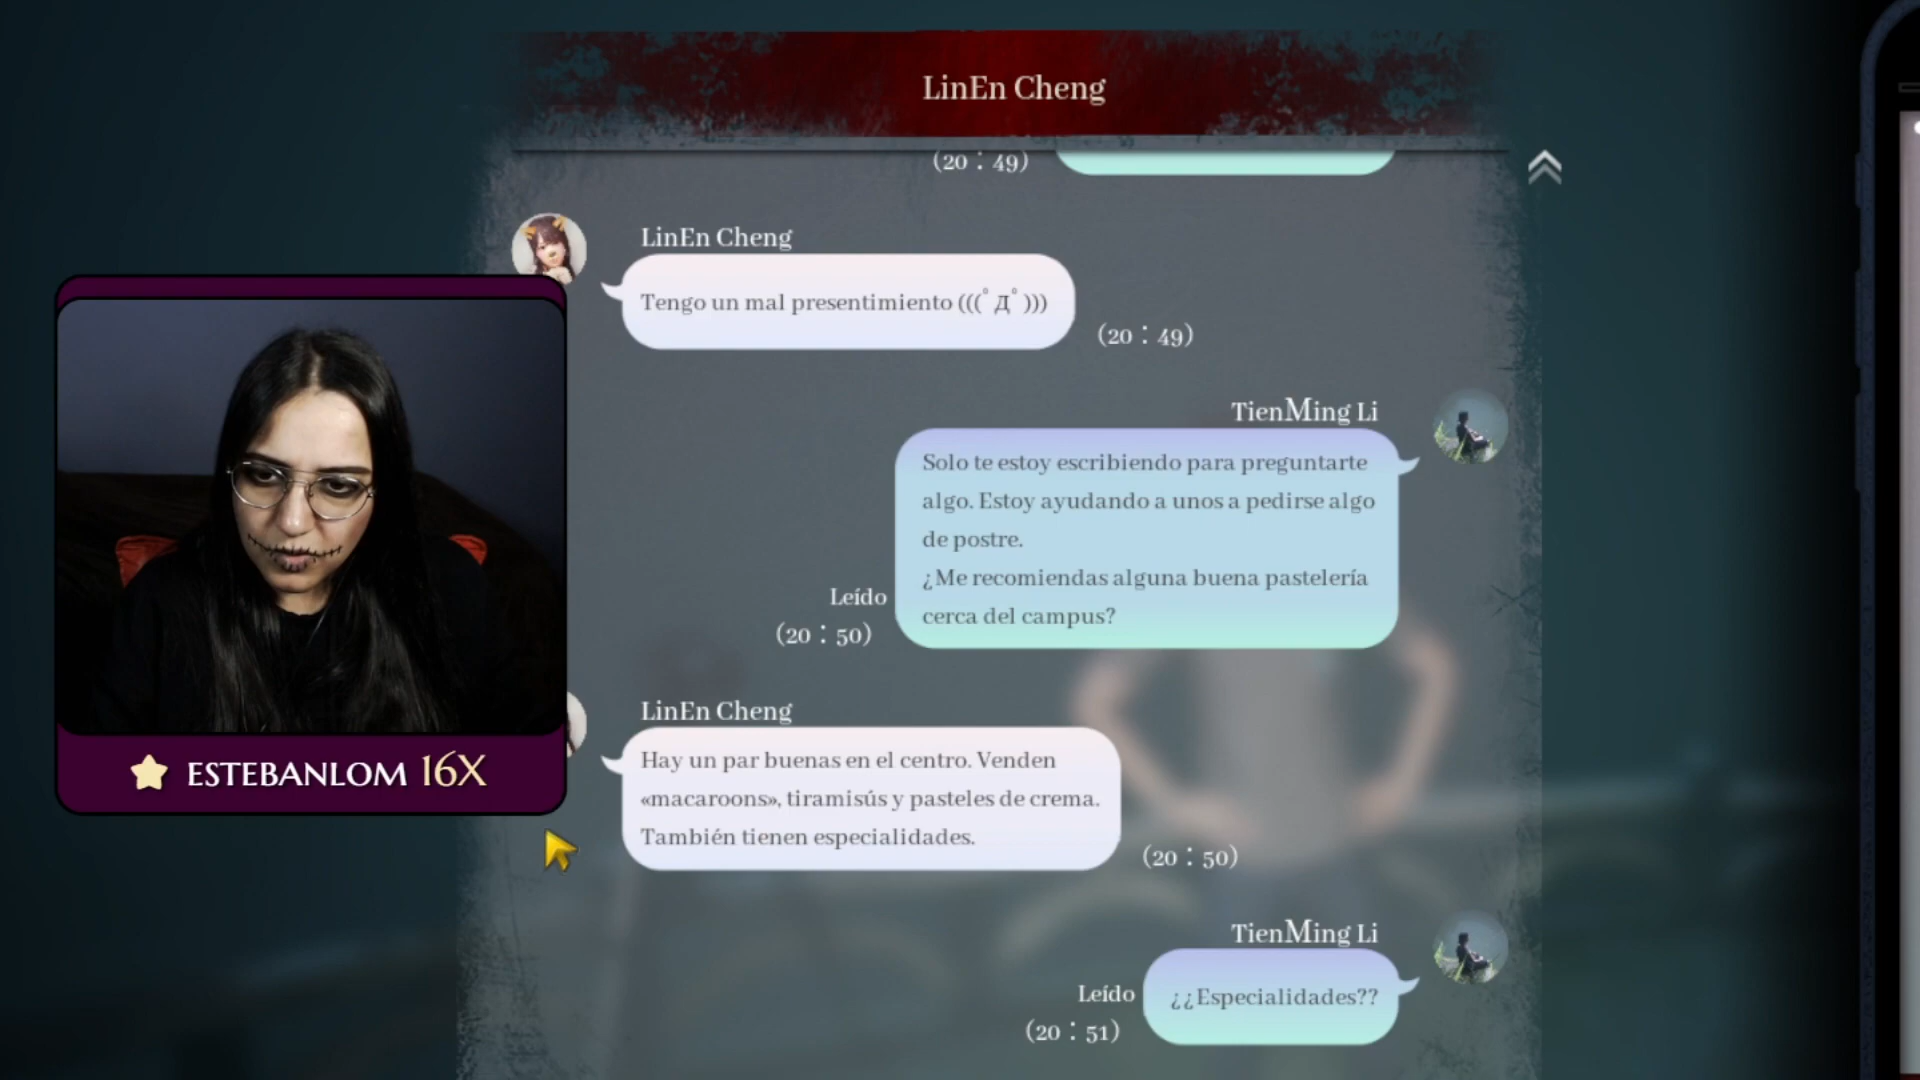 LinEn Cheng
(20 : 49)
LinEn Cheng
Tengo un mal presentimiento (((ﾟДﾟ)))
(20 : 49)
TienMing Li
Solo te estoy escribiendo para preguntarte
algo. Estoy ayudando a unos a pedirse algo
de postre.
¿Me recomiendas alguna buena pastelería
cerca del campus?
Leído
(20 : 50)
LinEn Cheng
Hay un par buenas en el centro. Venden
«macaroons», tiramisús y pasteles de crema.
También tienen especialidades.
(20 : 50)
TienMing Li
¿¿Especialidades??
Leído
(20 : 51)
ESTEBANLOM 16X